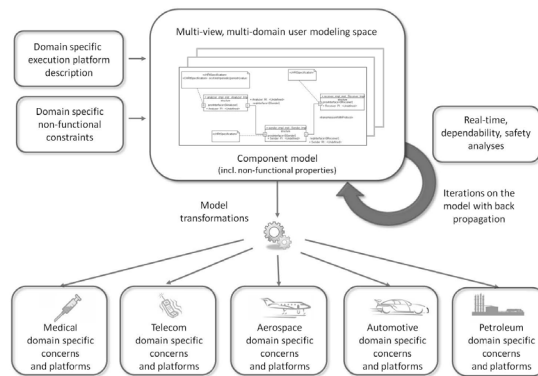 Multi-view, multi-domain user modeling space
Domain specific
execution platform
description
Domain specific
non-functional
constraints
Component model
(incl. non-functional properties)
Real-time,
dependability, safety
analyses
Iterations on the
model with back
propagation
Model
transformations
Medical
domain specific
concerns
and platforms
Telecom
domain specific
concerns
and platforms
Aerospace
domain specific
concerns
and platforms
Automotive
domain specific
concerns
and platforms
Petroleum
domain specific
concerns
and platforms